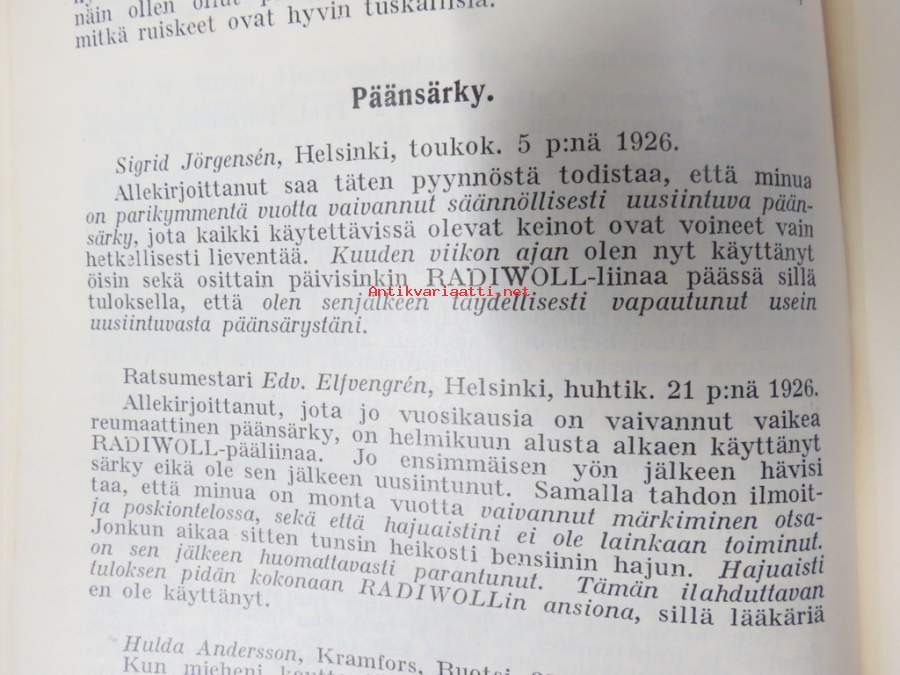 näin ollen ollut
mitkä ruiskeet ovat hyvin tuskallisia.
Päänsärky.
Sigrid Jörgensén, Helsinki, toukok. 5 p:nä 1926.
Allekirjoittanut saa täten pyynnöstä todistaa, että minua
on parikymmentä vuotta vaivannut säännöllisesti uusiintuva pään-
särky, jota kaikki käytettävissä olevat keinot ovat voineet vain
hetkellisesti lieventää. Kuuden viikon ajan olen nyt käyttänyt
öisin sekä osittain päivisinkin RADIWOLL-liinaa päässä sillä
Antikvariaatti.net
tuloksella, että olen senjälkeen täydellisesti vapautunut usein
uusiintuvasta päänsärystäni.
Ratsumestari Edv. Elfvengrén, Helsinki, huhtik. 21 p:nä 1926.
Allekirjoittanut, jota jo vuosikausia on vaivannut vaikea
reumaattinen päänsärky, on helmikuun alusta alkaen käyttänyt
RADIWOLL-pääliinaa. Jo ensimmäisen yön jälkeen hävisi
särky eikä ole sen jälkeen uusiintunut. Samalla tahdon ilmoit-
taa, että minua on monta vuotta vaivannut märkiminen otsa-
ja poskiontelossa, sekä että hajuaistini ei ole lainkaan toiminut.
Jonkun aikaa sitten tunsin heikosti bensiinin hajun. Hajuaisti
on sen jälkeen huomattavasti parantunut. Tämän ilahduttavan
tuloksen pidän kokonaan RADIWOLLin ansiona, sillä lääkäriä
en ole käyttänyt.
Hulda Andersson, Kramfors, Ruotsi,
Kun mieheni